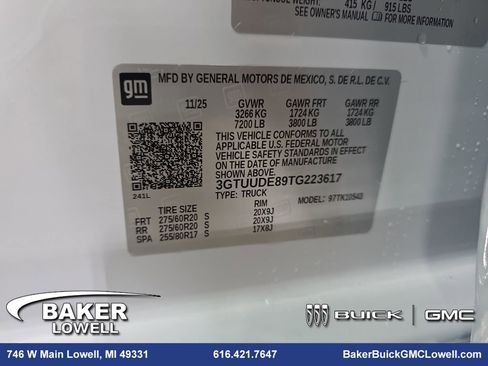 415 KG / 915 LBS
SEE OWNER'S MANUAL FOR MORE INFORMATION
gm
MFD BY GENERAL MOTORS DE MEXICO, S. DE R.L. DE C.V.
11/25 GVWR GAWR FRT GAWR RR
3266 KG 1724 KG 1724 KG
7200 LB 3800 LB 3800 LB
THIS VEHICLE CONFORMS TO ALL
APPLICABLE U.S. FEDERAL MOTOR
VEHICLE SAFETY STANDARDS IN EFFECT
ON THE DATE OF MANUFACTURE
SHOWN ABOVE.
3GTUUDE89TG223617
TYPE: TRUCK MODEL: 97TK10543
241L
TIRE SIZE RIM
FRT 275/60R20 S 20X9J
RR 275/60R20 S 20X9J
SPA 255/80R17 S 17X8J
BAKER
LOWELL
BUICK GMC
746 W Main Lowell, MI 49331 616.421.7647 BakerBuickGMCLowell.com